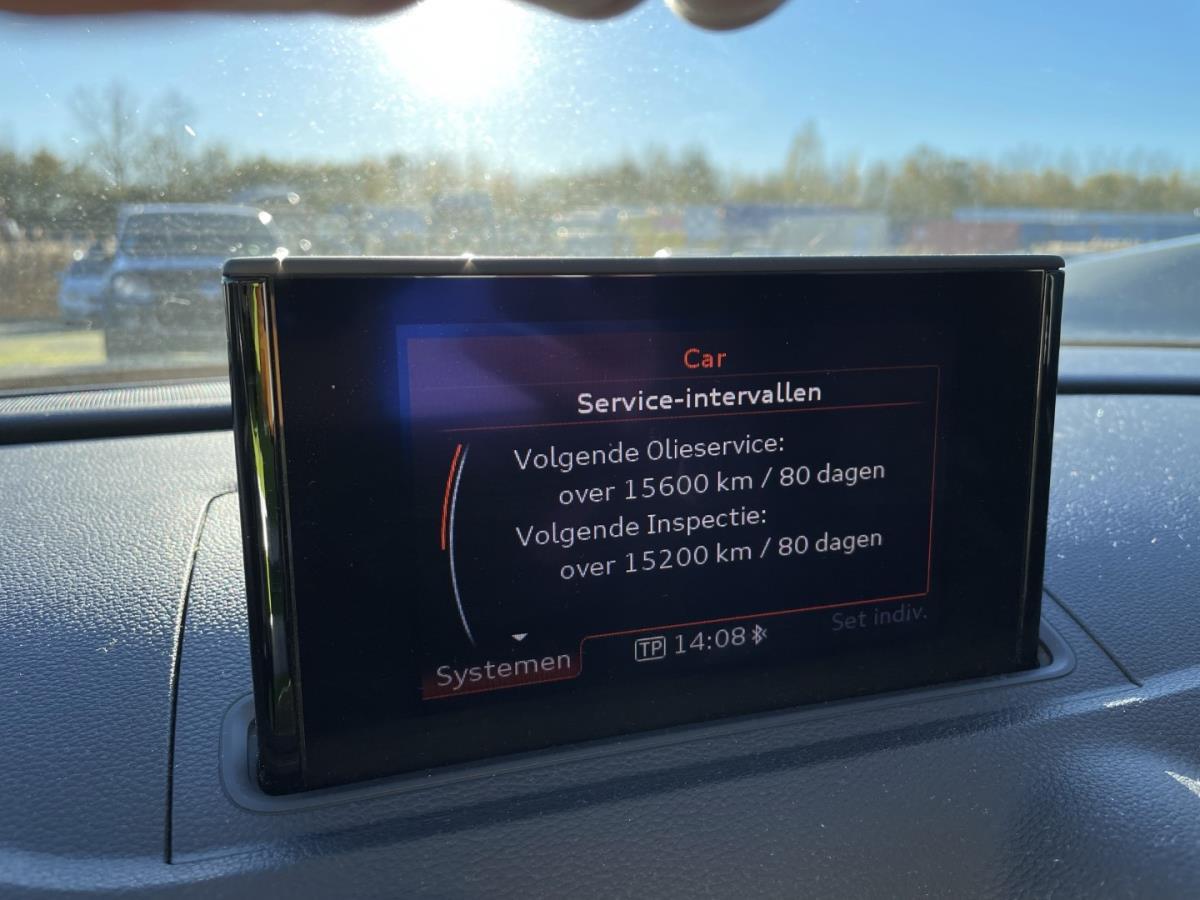 Car
Service-intervallen
Volgende Olieservice:
over 15600 km / 80 dagen
Volgende Inspectie:
over 15200 km / 80 dagen
Set indiv.
Systemen
TP 14:08